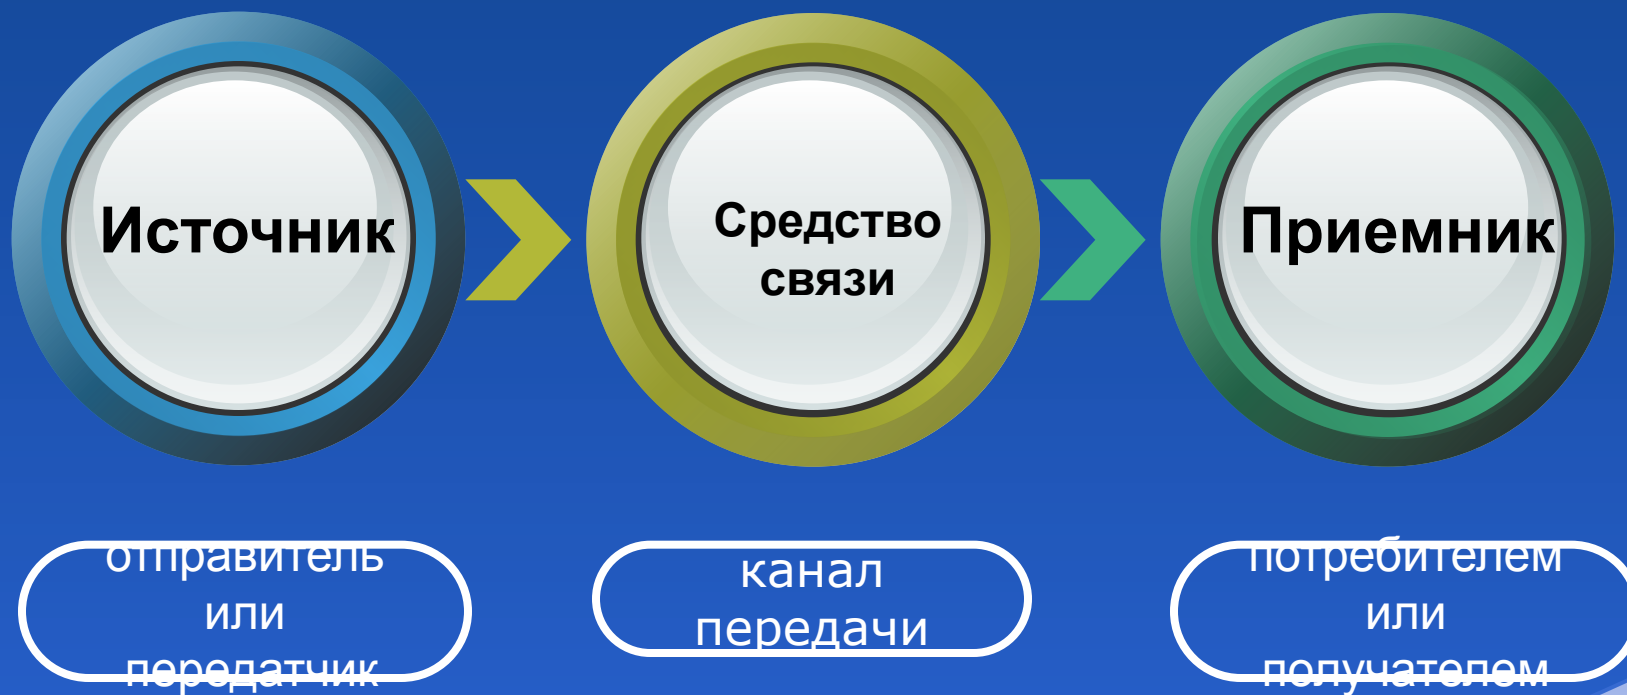 Источник
Средство
связи
Приемник
отправитель
или
передатчик
канал
передачи
потребителем
или
получателем